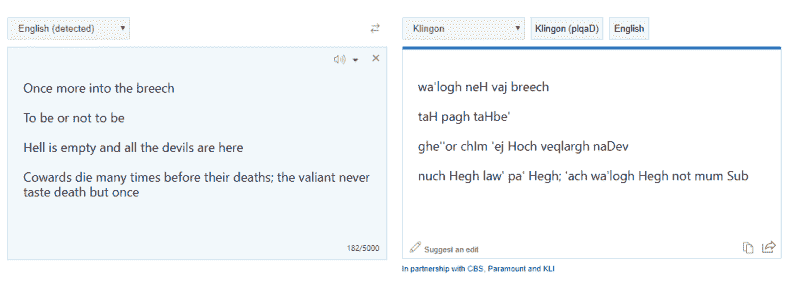 English (detected)
Klingon
Klingon (pIqaD)
English
Once more into the breech
To be or not to be
Hell is empty and all the devils are here
Cowards die many times before their deaths; the valiant never
taste death but once
182/5000
wa'logh neH vaj breech
taH pagh taHbe'
ghe''or chIm 'ej Hoch veqlargh naDev
nuch Hegh law' pa' Hegh; 'ach wa'logh Hegh not mum Sub
Suggest an edit
In partnership with CBS, Paramount and KLI